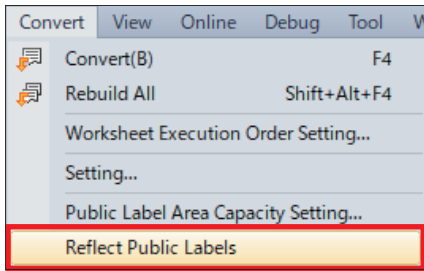 Convert View Online Debug Tool
Convert(B) F4
Rebuild All Shift+Alt+F4
Worksheet Execution Order Setting...
Setting...
Public Label Area Capacity Setting...
Reflect Public Labels